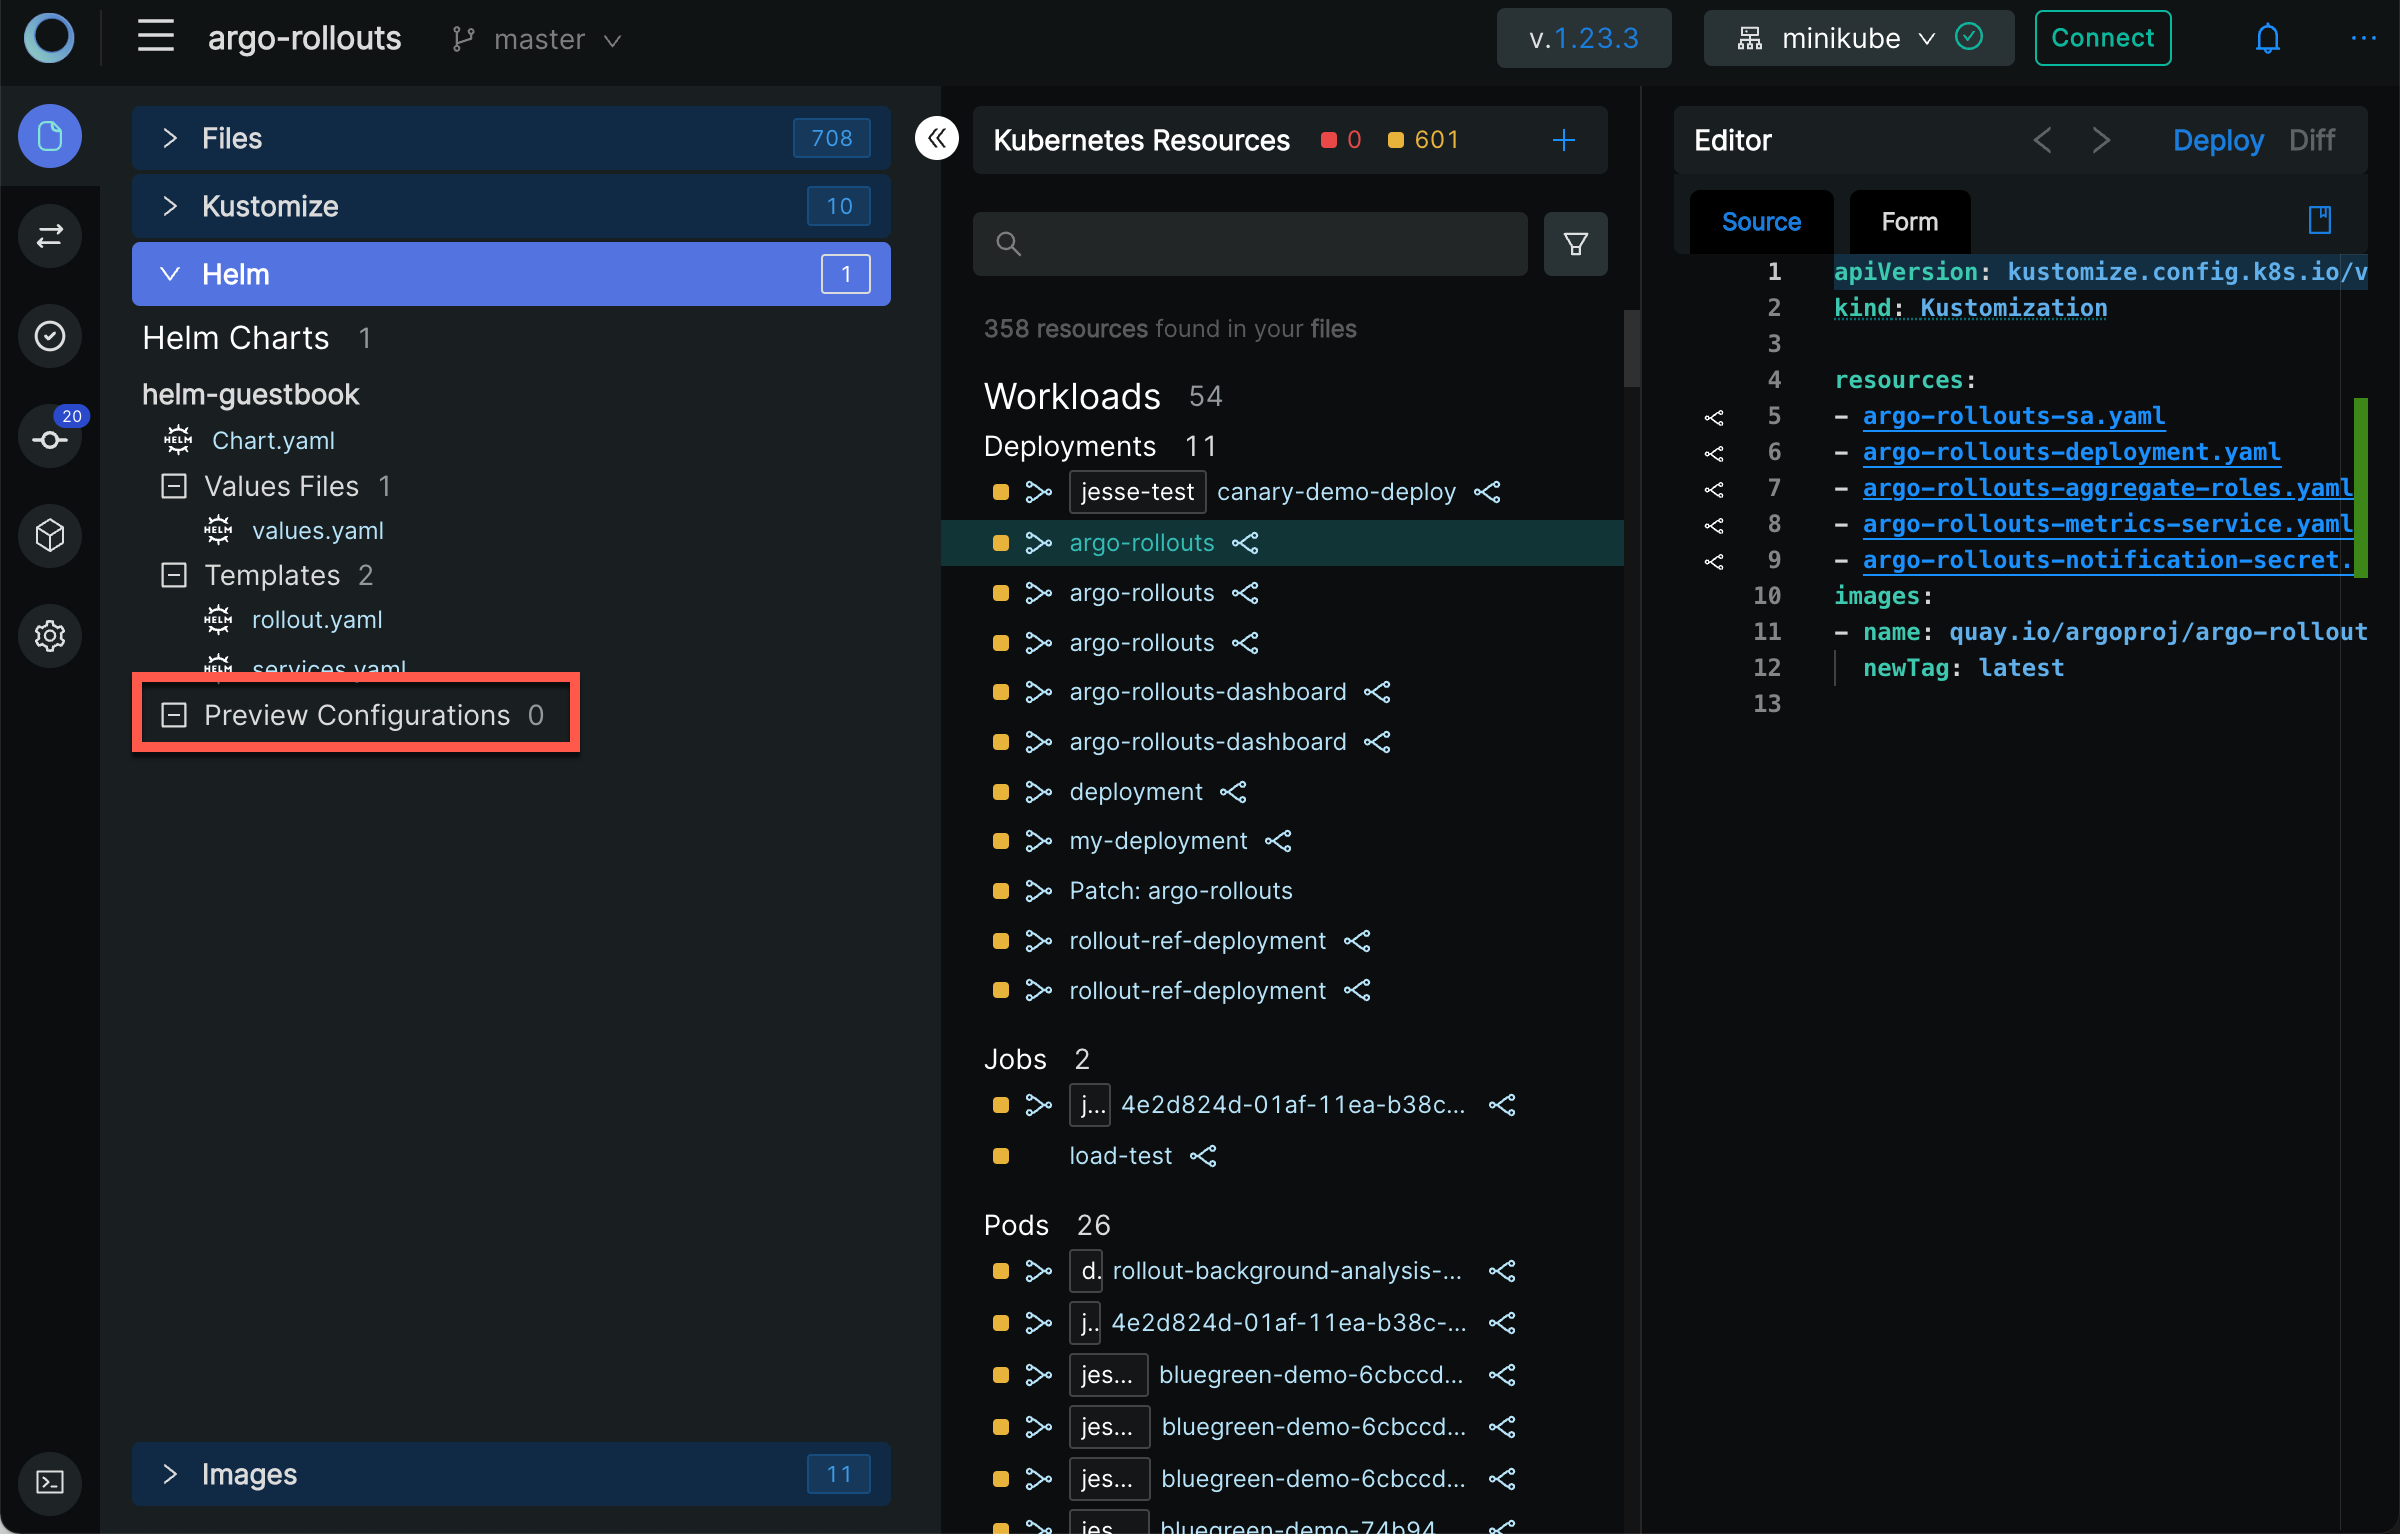 argo-rollouts master v.1.23.3 minikube Connect ...
Files 708
Kustomize 10
Helm 1
Helm Charts 1
helm-guestbook
HELM Chart.yaml
Values Files 1
HELM values.yaml
Templates 2
HELM rollout.yaml
HELM services.yaml
Preview Configurations 0
Images 11
20
Kubernetes Resources 0 601 +
358 resources found in your files
Workloads 54
Deployments 11
jesse-test canary-demo-deploy
argo-rollouts
argo-rollouts
argo-rollouts
argo-rollouts-dashboard
argo-rollouts-dashboard
deployment
my-deployment
Patch: argo-rollouts
rollout-ref-deployment
rollout-ref-deployment
Jobs 2
j... 4e2d824d-01af-11ea-b38c...
load-test
Pods 26
d. rollout-background-analysis-...
j.. 4e2d824d-01af-11ea-b38c-...
jes... bluegreen-demo-6cbccd...
jes... bluegreen-demo-6cbccd...
jes... bluegreen-demo-6cbccd...
jes... bluegreen-demo-74b94
Editor Deploy Diff
Source Form
1 apiVersion: kustomize.config.k8s.io/v
2 kind: Kustomization
3
4 resources:
5 - argo-rollouts-sa.yaml
6 - argo-rollouts-deployment.yaml
7 - argo-rollouts-aggregate-roles.yaml
8 - argo-rollouts-metrics-service.yaml
9 - argo-rollouts-notification-secret.
10 images:
11 - name: quay.io/argoproj/argo-rollout
12 newTag: latest
13